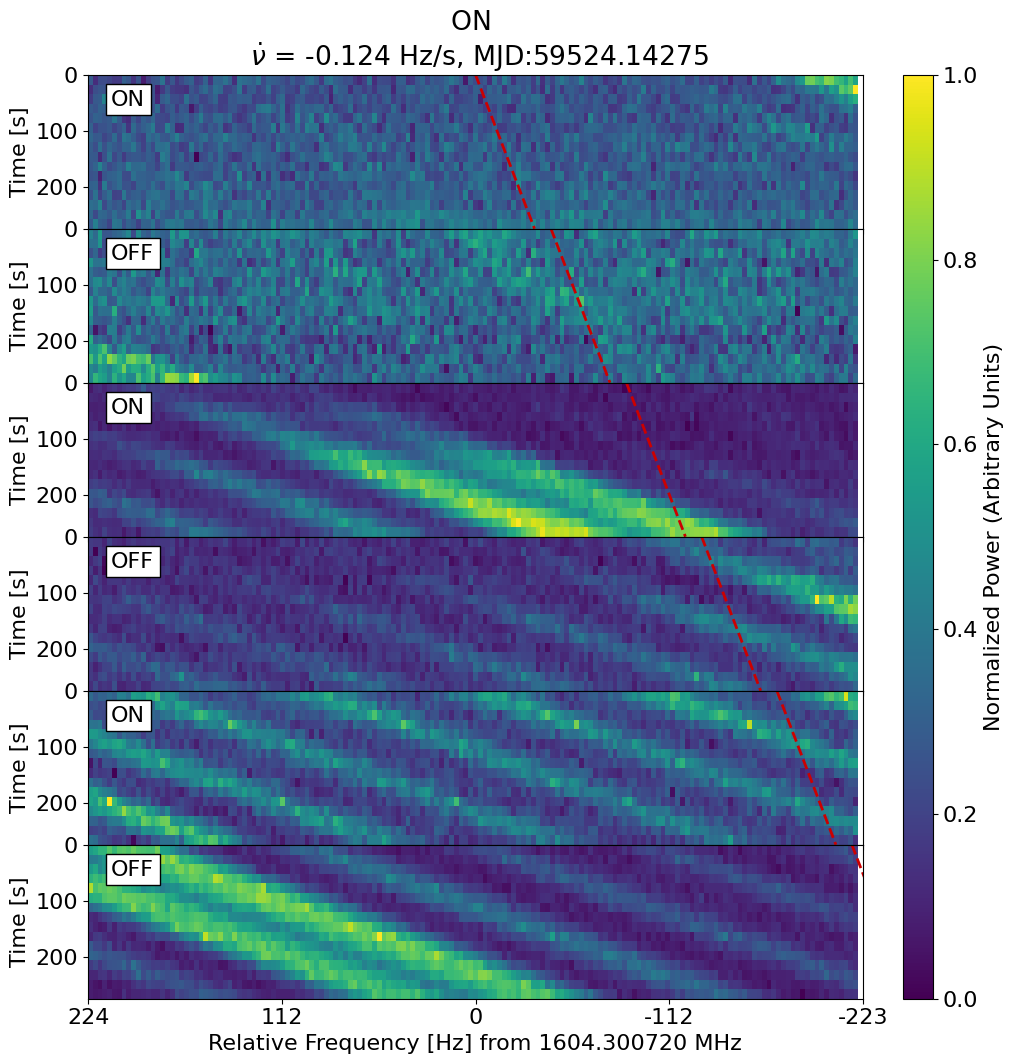 ON
ν̇ = -0.124 Hz/s, MJD:59524.14275
0
100
200
Time [s]
ON
0
100
200
Time [s]
OFF
0
100
200
Time [s]
ON
0
100
200
Time [s]
OFF
0
100
200
Time [s]
ON
0
100
200
Time [s]
OFF
224 112 0 -112 -223
Relative Frequency [Hz] from 1604.300720 MHz
1.0
0.8
0.6
0.4
0.2
0.0
Normalized Power (Arbitrary Units)